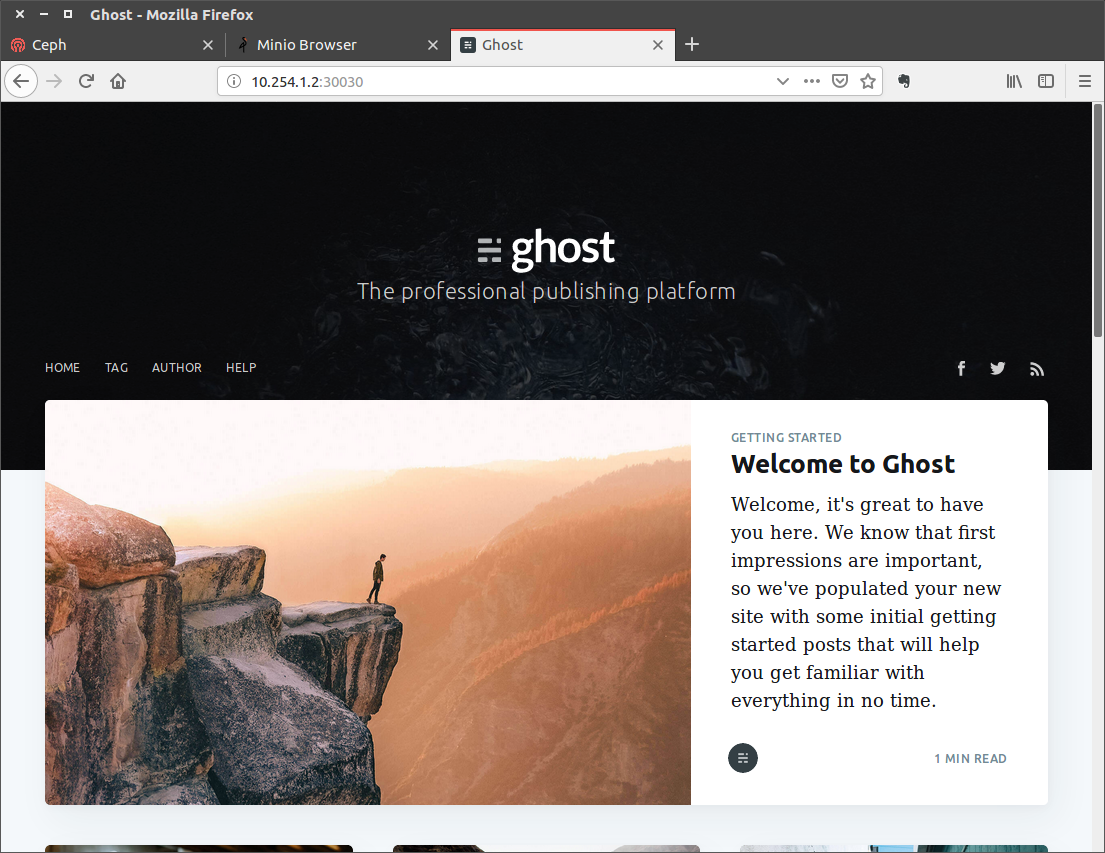 Ghost - Mozilla Firefox
Ceph
Minio Browser
Ghost
10.254.1.2:30030
ghost
The professional publishing platform
HOME TAG AUTHOR HELP
GETTING STARTED
Welcome to Ghost
Welcome, it's great to have
you here. We know that first
impressions are important,
so we've populated your new
site with some initial getting
started posts that will help
you get familiar with
everything in no time.
1 MIN READ